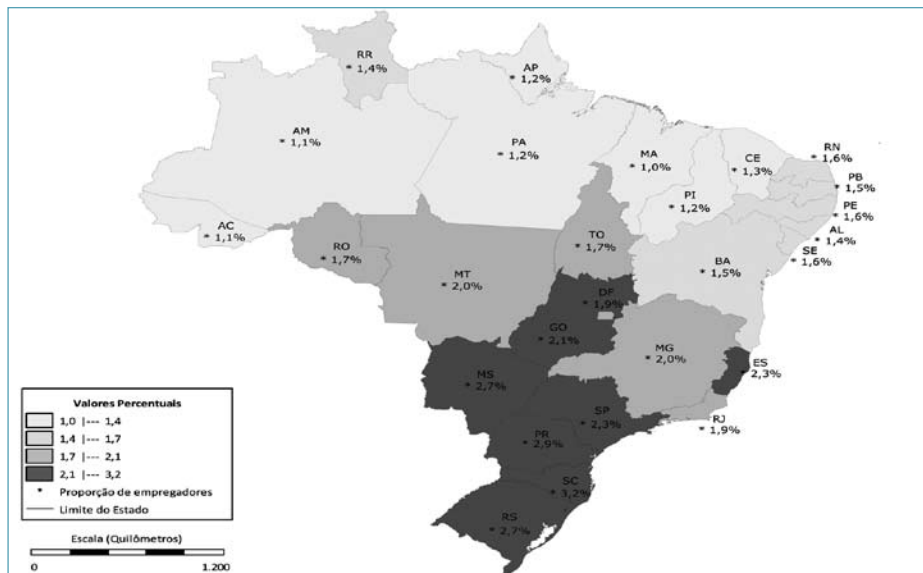 RR
1,4%
AP
1,2%
AM
1,1%
PA
1,2%
MA
1,0%
CE
1,3%
RN
1,6%
PB
1,5%
PI
1,2%
PE
1,6%
AC
1,1%
AL
1,4%
RO
1,7%
TO
1,7%
SE
1,6%
MT
2,0%
BA
1,5%
DF
1,9%
GO
2,1%
MG
2,0%
ES
2,3%
MS
2,7%
SP
2,3%
RJ
1,9%
PR
2,9%
SC
3,2%
RS
2,7%
Valores Percentuais
1,0 |--- 1,4
1,4 |--- 1,7
1,7 |--- 2,1
2,1 |--- 3,2
* Proporção de empregadores
Limite do Estado
Escala (Quilômetros)
0 1.200